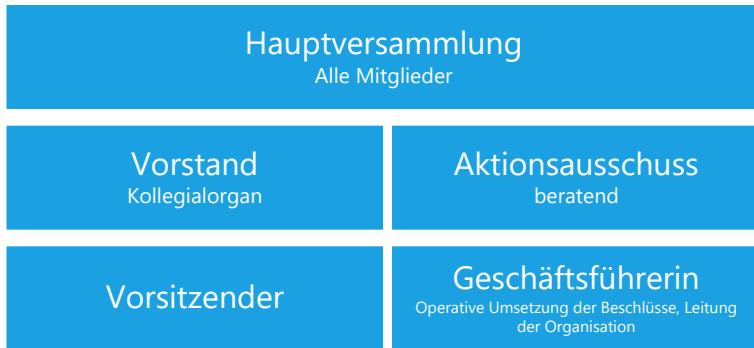 Hauptversammlung
Alle Mitglieder
Vorstand
Kollegialorgan
Aktionsausschuss
beratend
Vorsitzender
Geschäftsführerin
Operative Umsetzung der Beschlüsse, Leitung
der Organisation